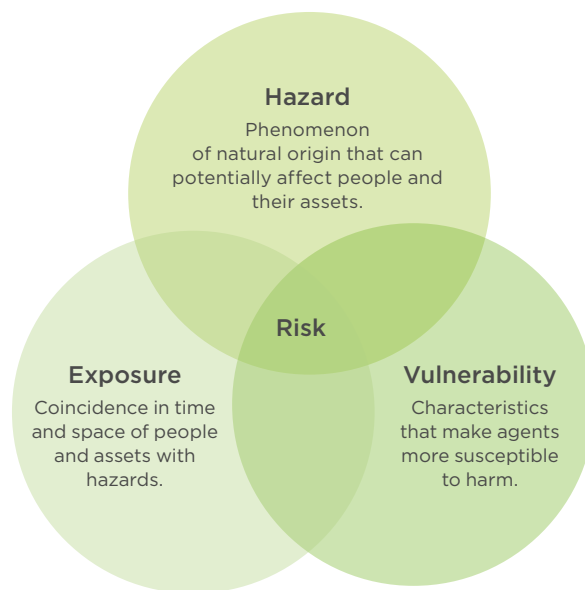 Hazard
Phenomenon
of natural origin that can
potentially affect people and
their assets.
Risk
Exposure
Coincidence in time
and space of people
and assets with
hazards.
Vulnerability
Characteristics
that make agents
more susceptible
to harm.